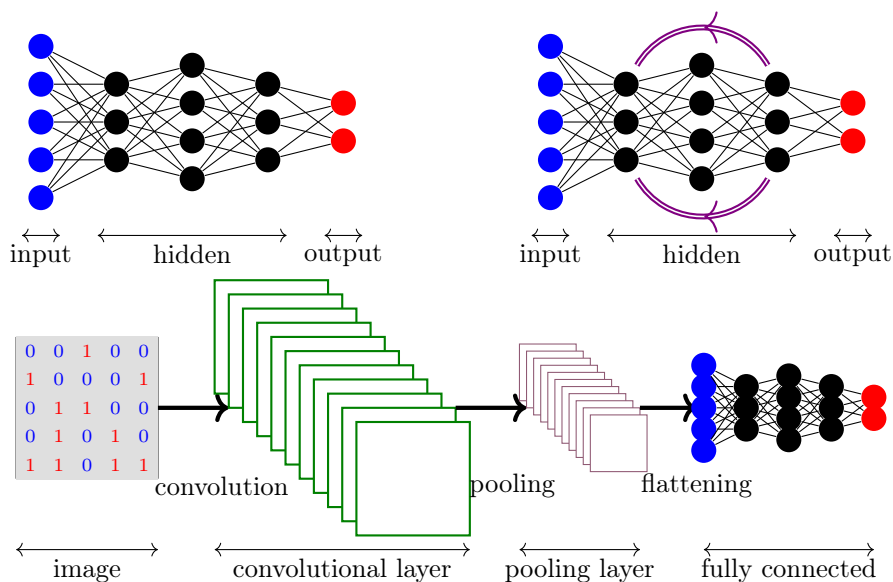 input hidden output
input hidden output
0 0 1 0 0
1 0 0 0 1
0 1 1 0 0
0 1 0 1 0
1 1 0 1 1
convolution pooling flattening
image convolutional layer pooling layer fully connected